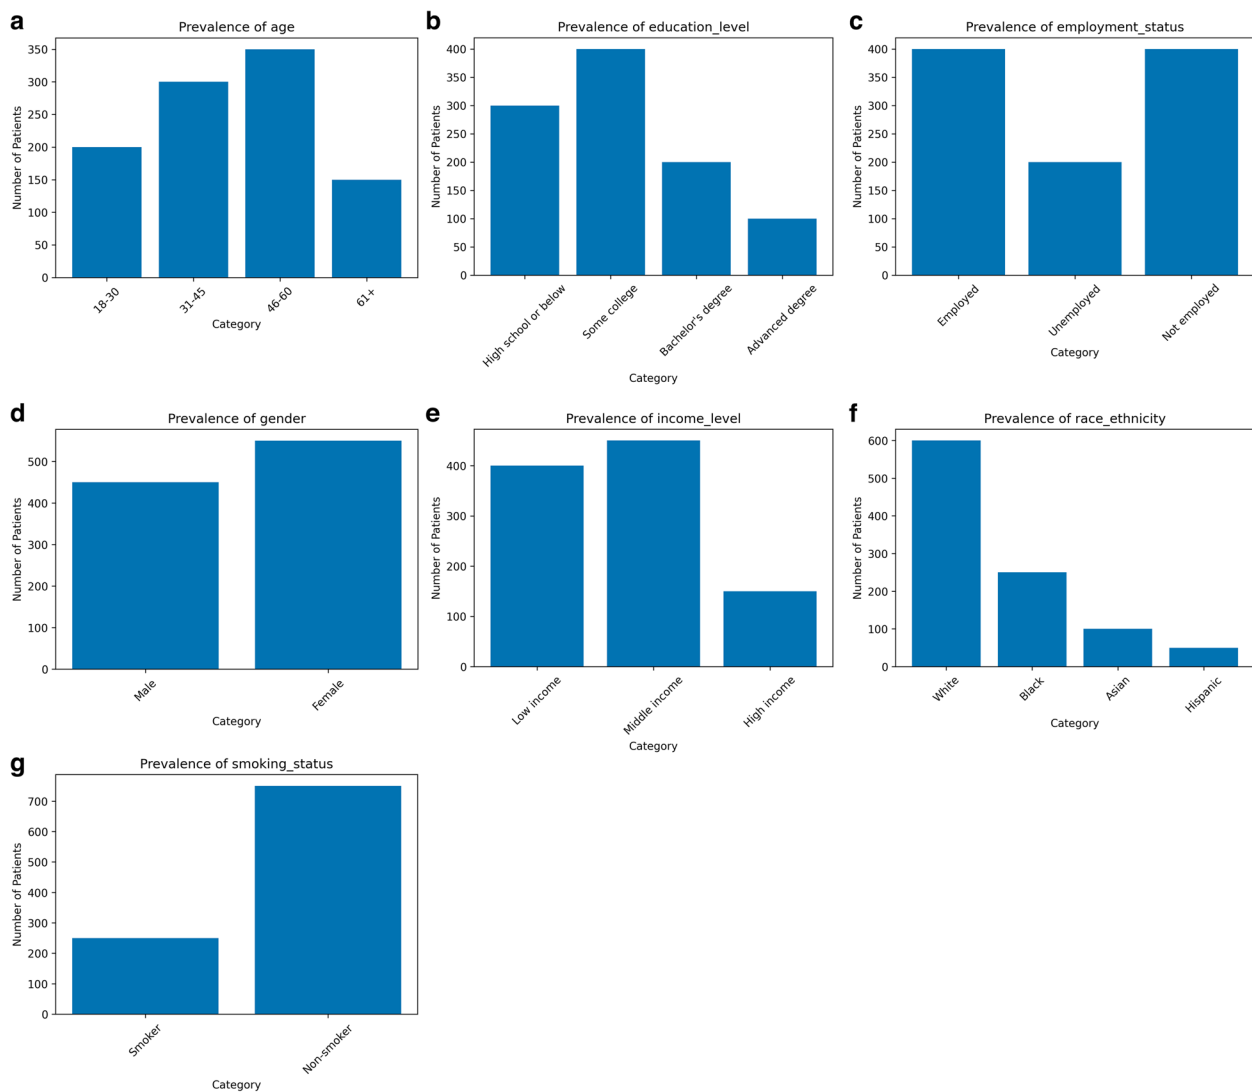 a
Prevalence of age
Number of Patients
350
300
250
200
150
100
50
0
18-30
31-45
46-60
61+
Category
b
Prevalence of education_level
Number of Patients
400
350
300
250
200
150
100
50
0
High school or below
Some college
Bachelor's degree
Advanced degree
Category
c
Prevalence of employment_status
Number of Patients
400
350
300
250
200
150
100
50
0
Employed
Unemployed
Not employed
Category
d
Prevalence of gender
Number of Patients
500
400
300
200
100
0
Male
Female
Category
e
Prevalence of income_level
Number of Patients
400
300
200
100
0
Low income
Middle income
High income
Category
f
Prevalence of race_ethnicity
Number of Patients
600
500
400
300
200
100
0
White
Black
Asian
Hispanic
Category
g
Prevalence of smoking_status
Number of Patients
700
600
500
400
300
200
100
0
Smoker
Non-smoker
Category